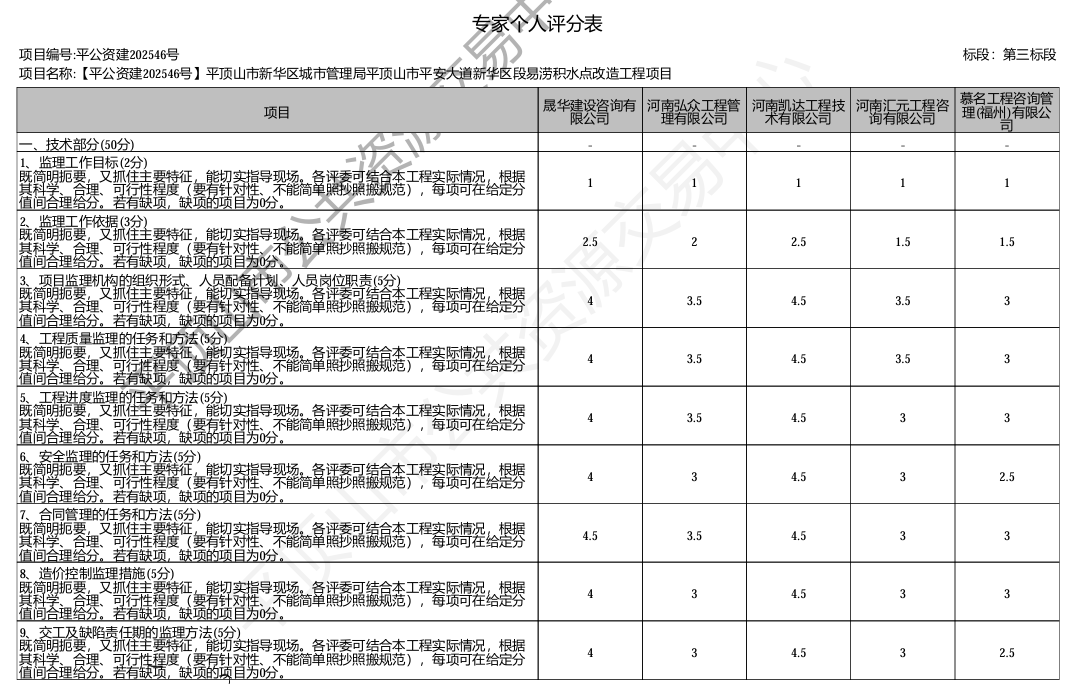 专家个人评分表
项目编号:平公资建202546号
标段：第三标段
项目名称:【平公资建202546号】平顶山市新华区城市管理局平顶山市平安大道新华区段易涝积水点改造工程项目
项目
晟华建设咨询有
限公司
河南弘众工程管
理有限公司
河南凯达工程技
术有限公司
河南汇元工程咨
询有限公司
慕名工程咨询管
理(福州)有限公
司
一、技术部分(50分)
- - - - -
1、监理工作目标(2分)
既简明扼要，又抓住主要特征，能切实指导现场。各评委可结合本工程实际情况，根据
其科学、合理、可行性程度（要有针对性、不能简单照抄照搬规范），每项可在给定分
值间合理给分。若有缺项，缺项的项目为0分。
1 1 1 1 1
2、监理工作依据(3分)
既简明扼要，又抓住主要特征，能切实指导现场。各评委可结合本工程实际情况，根据
其科学、合理、可行性程度（要有针对性、不能简单照抄照搬规范），每项可在给定分
值间合理给分。若有缺项，缺项的项目为0分。
2.5 2 2.5 1.5 1.5
3、项目监理机构的组织形式、人员配备计划、人员岗位职责(5分)
既简明扼要，又抓住主要特征，能切实指导现场。各评委可结合本工程实际情况，根据
其科学、合理、可行性程度（要有针对性、不能简单照抄照搬规范），每项可在给定分
值间合理给分。若有缺项，缺项的项目为0分。
4 3.5 4.5 3.5 3
4、工程质量监理的任务和方法(5分)
既简明扼要，又抓住主要特征，能切实指导现场。各评委可结合本工程实际情况，根据
其科学、合理、可行性程度（要有针对性、不能简单照抄照搬规范），每项可在给定分
值间合理给分。若有缺项，缺项的项目为0分。
4 3.5 4.5 3.5 3
5、工程进度监理的任务和方法(5分)
既简明扼要，又抓住主要特征，能切实指导现场。各评委可结合本工程实际情况，根据
其科学、合理、可行性程度（要有针对性、不能简单照抄照搬规范），每项可在给定分
值间合理给分。若有缺项，缺项的项目为0分。
4 3.5 4.5 3 3
6、安全监理的任务和方法(5分)
既简明扼要，又抓住主要特征，能切实指导现场。各评委可结合本工程实际情况，根据
其科学、合理、可行性程度（要有针对性、不能简单照抄照搬规范），每项可在给定分
值间合理给分。若有缺项，缺项的项目为0分。
4 3 4.5 3 2.5
7、合同管理的任务和方法(5分)
既简明扼要，又抓住主要特征，能切实指导现场。各评委可结合本工程实际情况，根据
其科学、合理、可行性程度（要有针对性、不能简单照抄照搬规范），每项可在给定分
值间合理给分。若有缺项，缺项的项目为0分。
4.5 3.5 4.5 3 3
8、造价控制监理措施(5分)
既简明扼要，又抓住主要特征，能切实指导现场。各评委可结合本工程实际情况，根据
其科学、合理、可行性程度（要有针对性、不能简单照抄照搬规范），每项可在给定分
值间合理给分。若有缺项，缺项的项目为0分。
4 3 4.5 3 3
9、交工及缺陷责任期的监理方法(5分)
既简明扼要，又抓住主要特征，能切实指导现场。各评委可结合本工程实际情况，根据
其科学、合理、可行性程度（要有针对性、不能简单照抄照搬规范），每项可在给定分
值间合理给分。若有缺项，缺项的项目为0分。
4 3 4.5 3 2.5